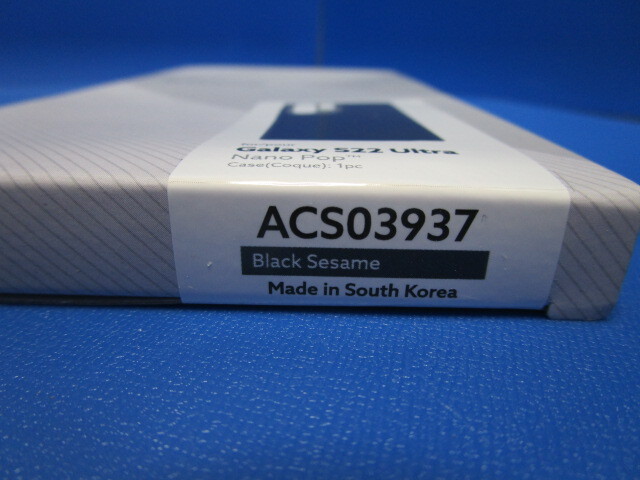 Galaxy S22 Ultra
Nano Pop™
Case(Coque): 1pc
ACS03937
Black Sesame
Made in South Korea